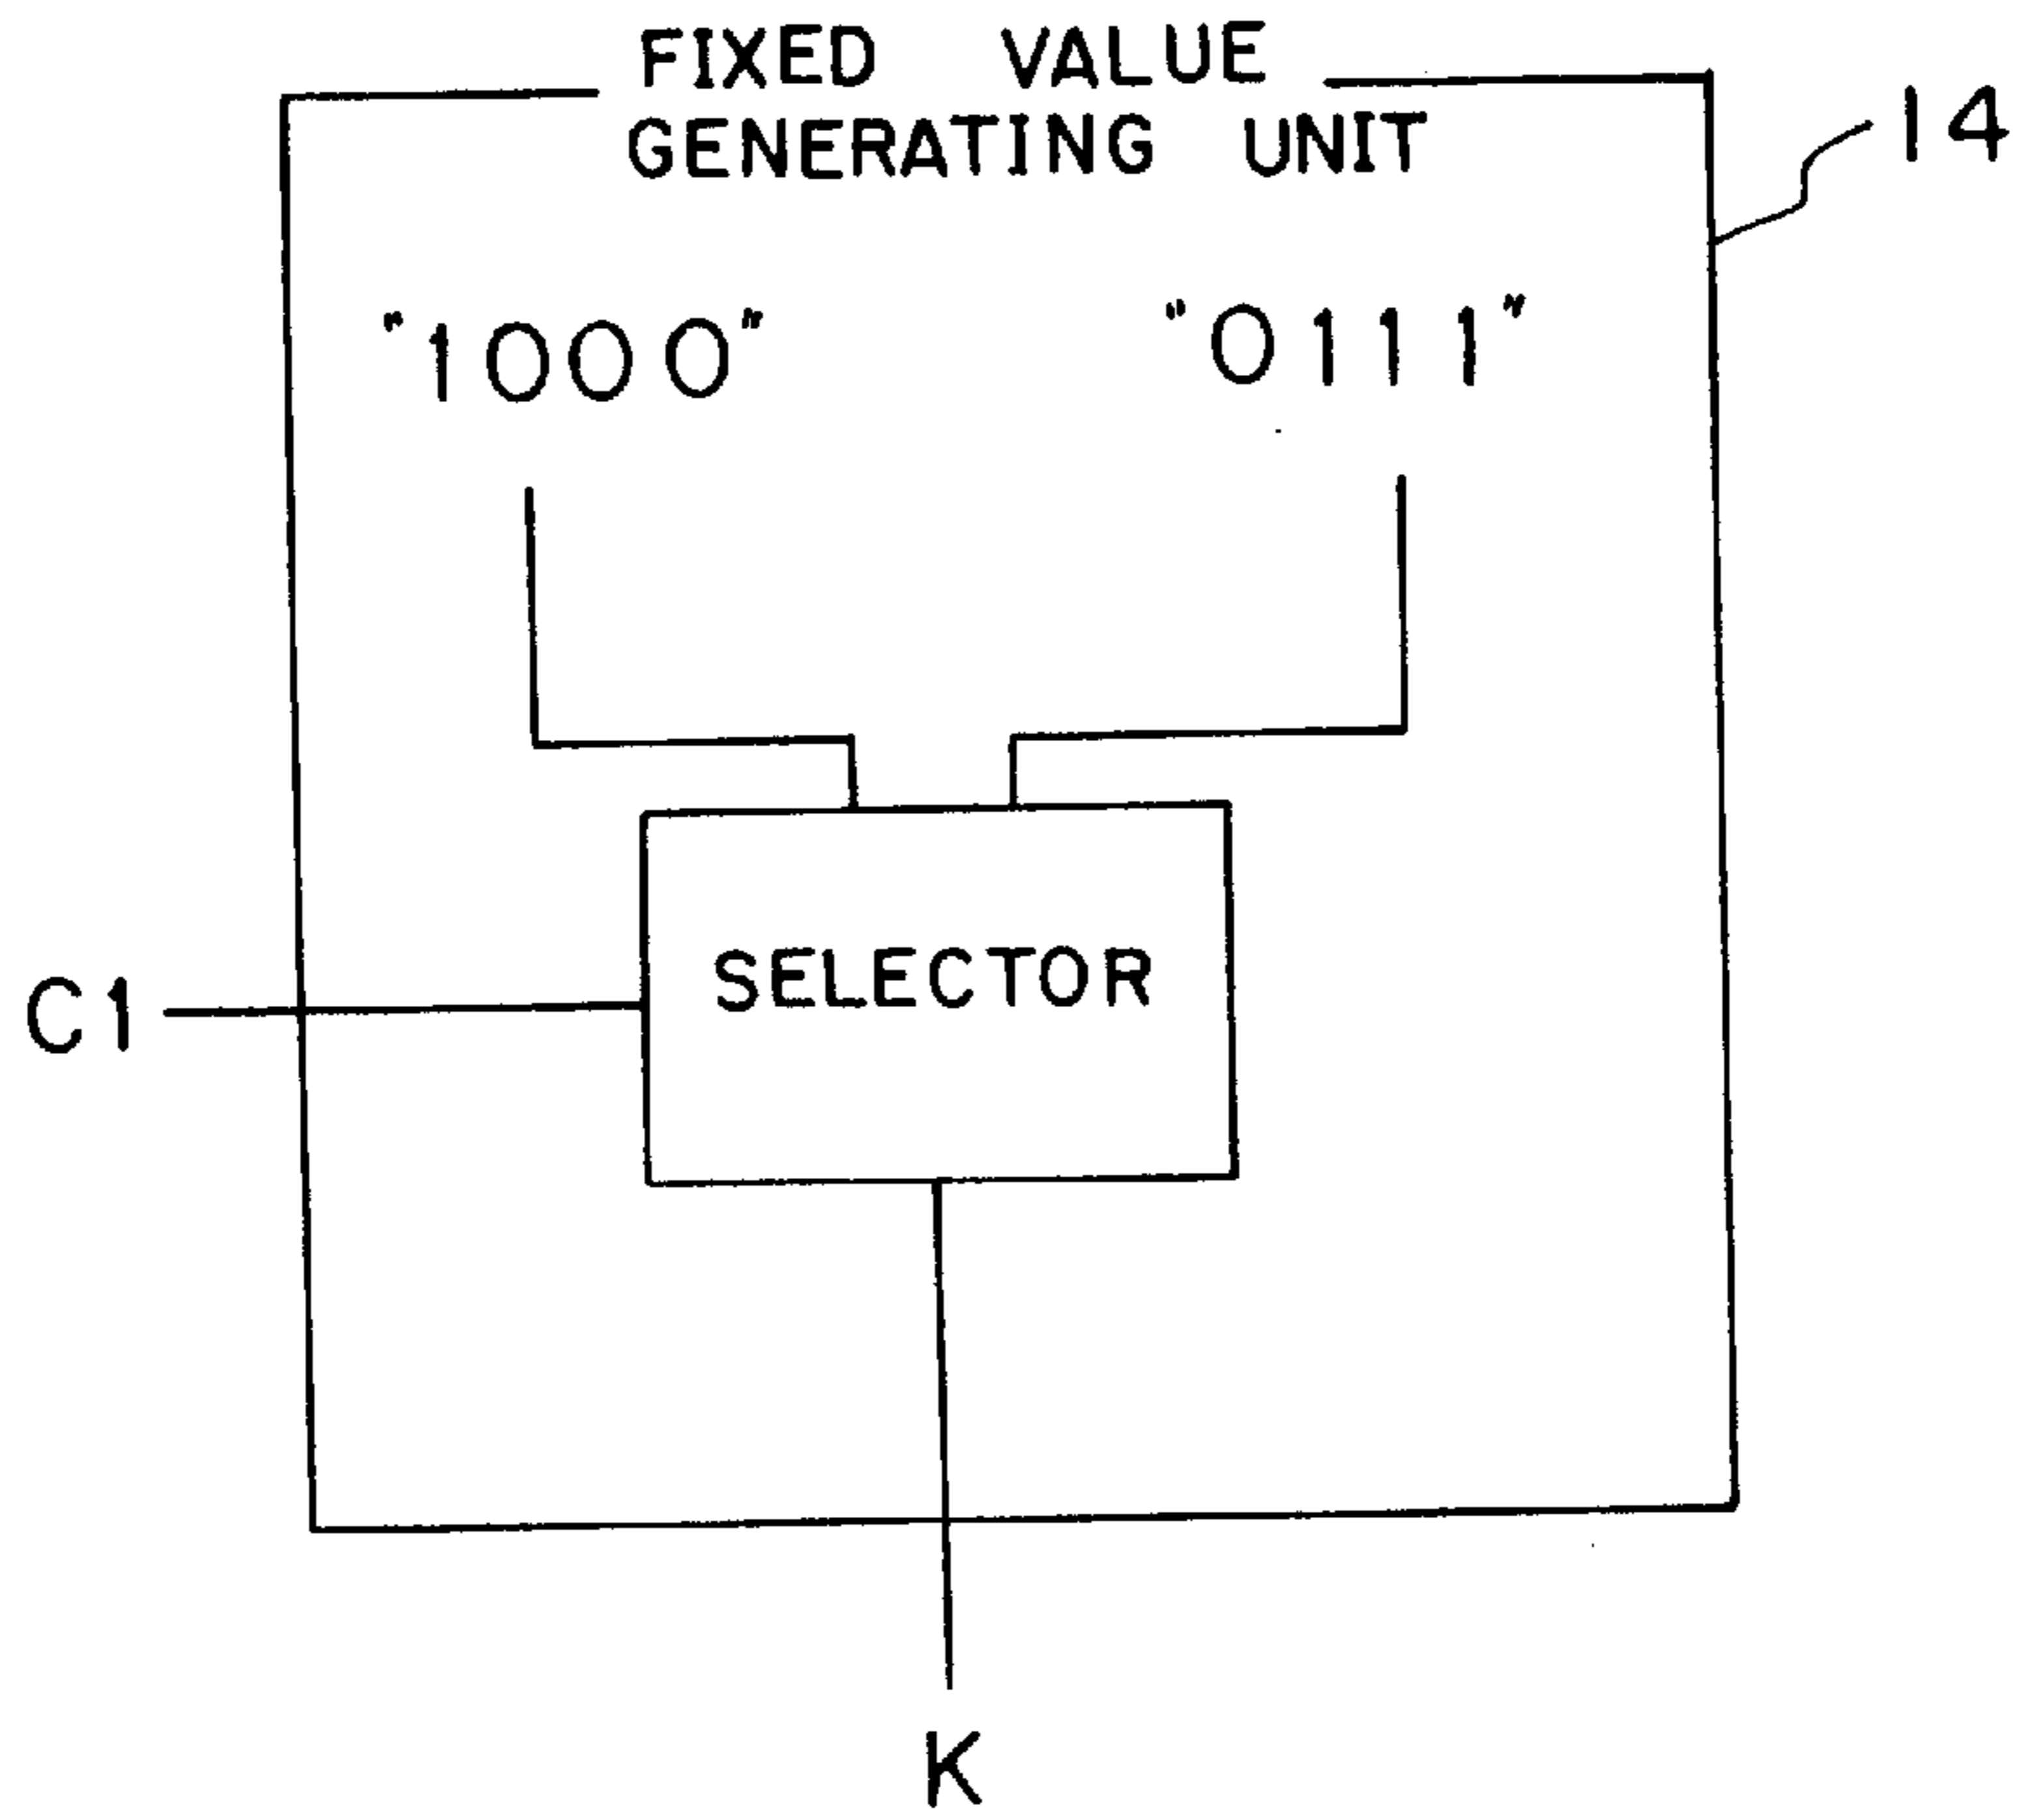 FIXED VALUE
GENERATING UNIT
14
"1000"
"0111"
SELECTOR
C1
K